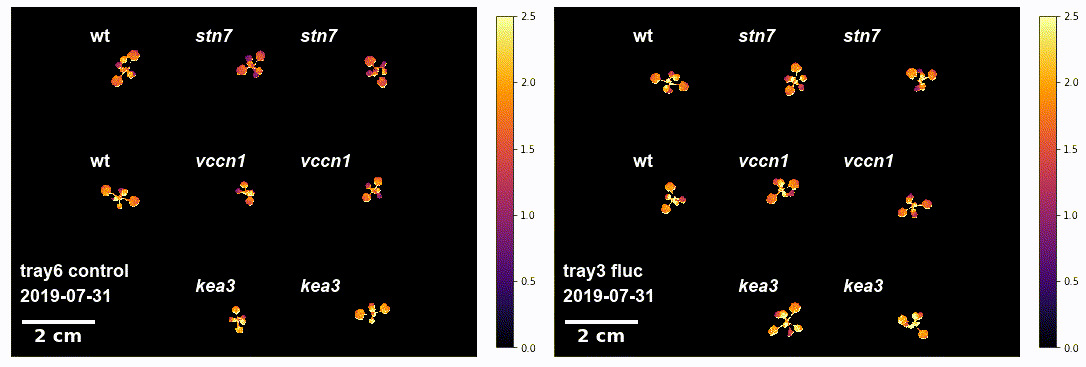 wt stn7 stn7
wt vccn1 vccn1
kea3 kea3
tray6 control
2019-07-31
2 cm
2.5
2.0
1.5
1.0
0.5
0.0
wt stn7 stn7
wt vccn1 vccn1
kea3 kea3
tray3 fluc
2019-07-31
2 cm
2.5
2.0
1.5
1.0
0.5
0.0